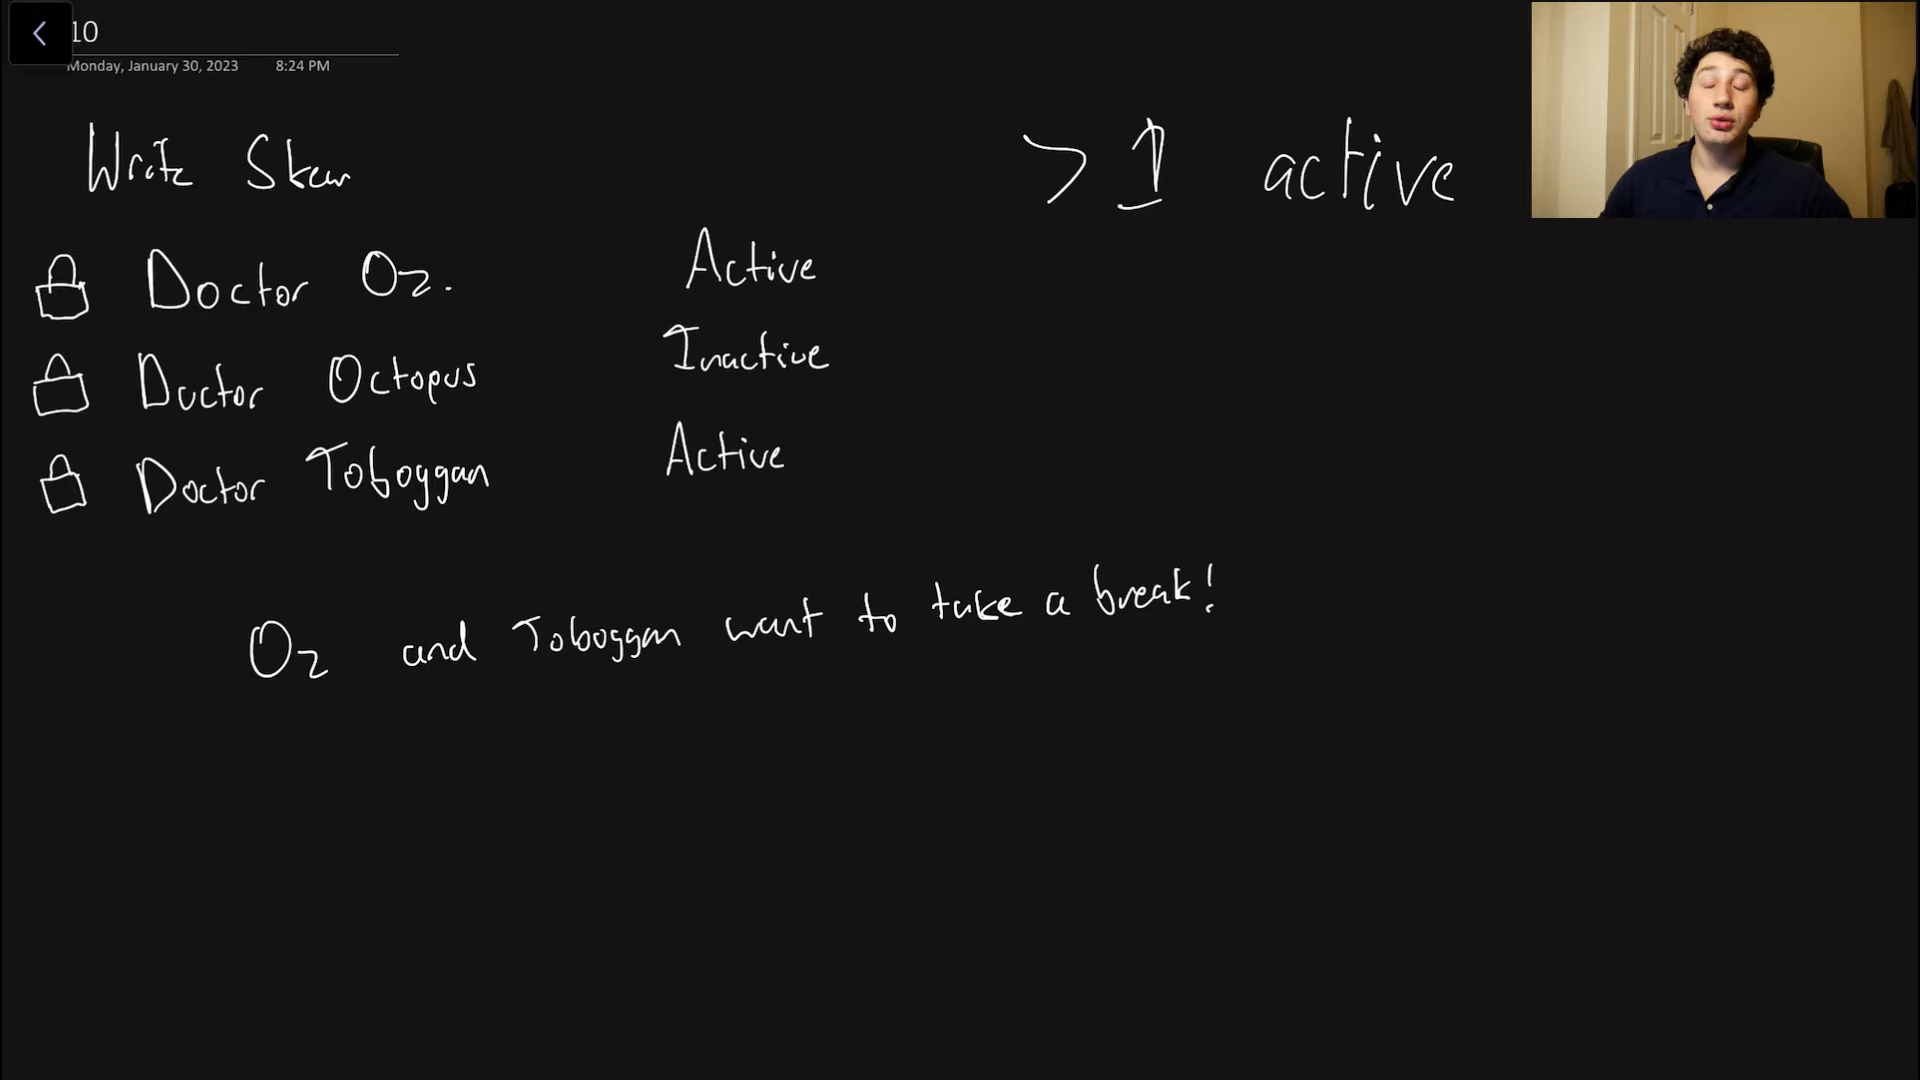 10
Monday, January 30, 2023 8:24 PM
Write Skew
> 1 active
Doctor Oz. Active
Doctor Octopus Inactive
Doctor Toboggan Active
Oz and Toboggan want to take a break!